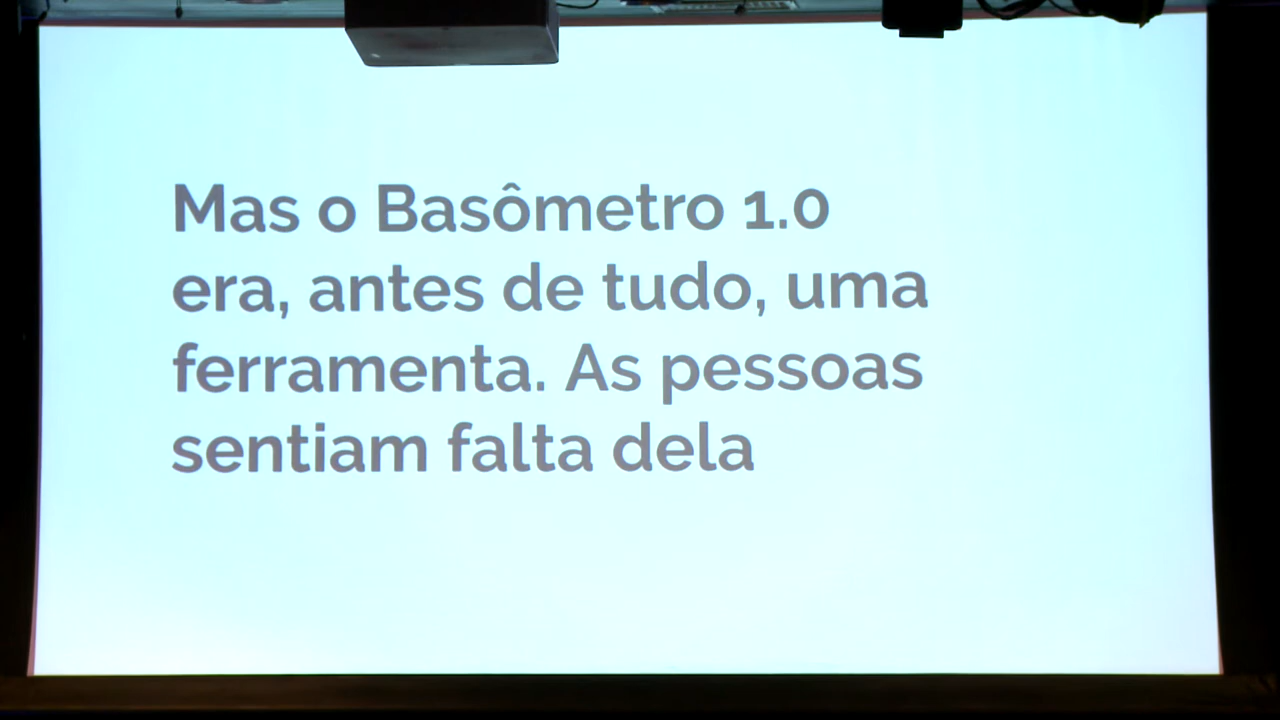 Mas o Basômetro 1.0
era, antes de tudo, uma
ferramenta. As pessoas
sentiam falta dela